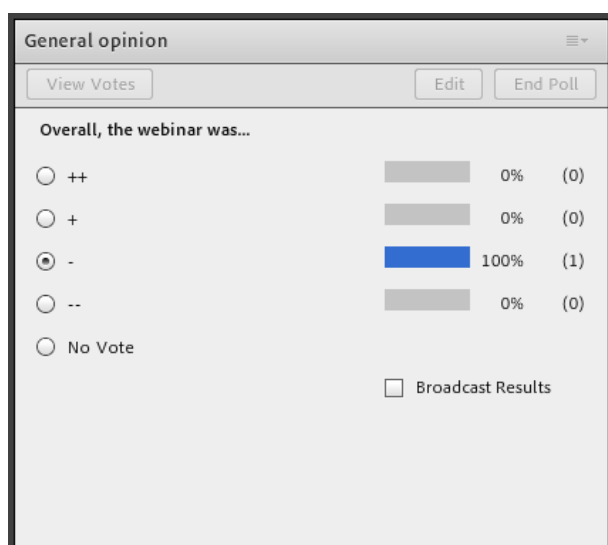 General opinion
View Votes Edit End Poll
Overall, the webinar was...
++ 0% (0)
+ 0% (0)
- 100% (1)
-- 0% (0)
No Vote
Broadcast Results